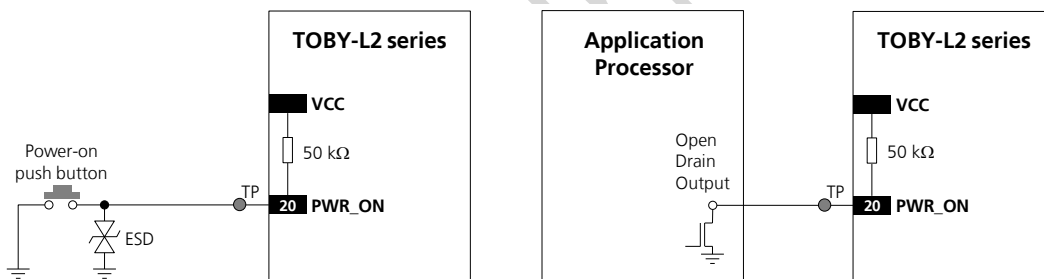 TOBY-L2 series
VCC
50 kΩ
Power-on
push button
TP
20 PWR_ON
ESD
Application
Processor
Open
Drain
Output
TOBY-L2 series
VCC
50 kΩ
TP
20 PWR_ON